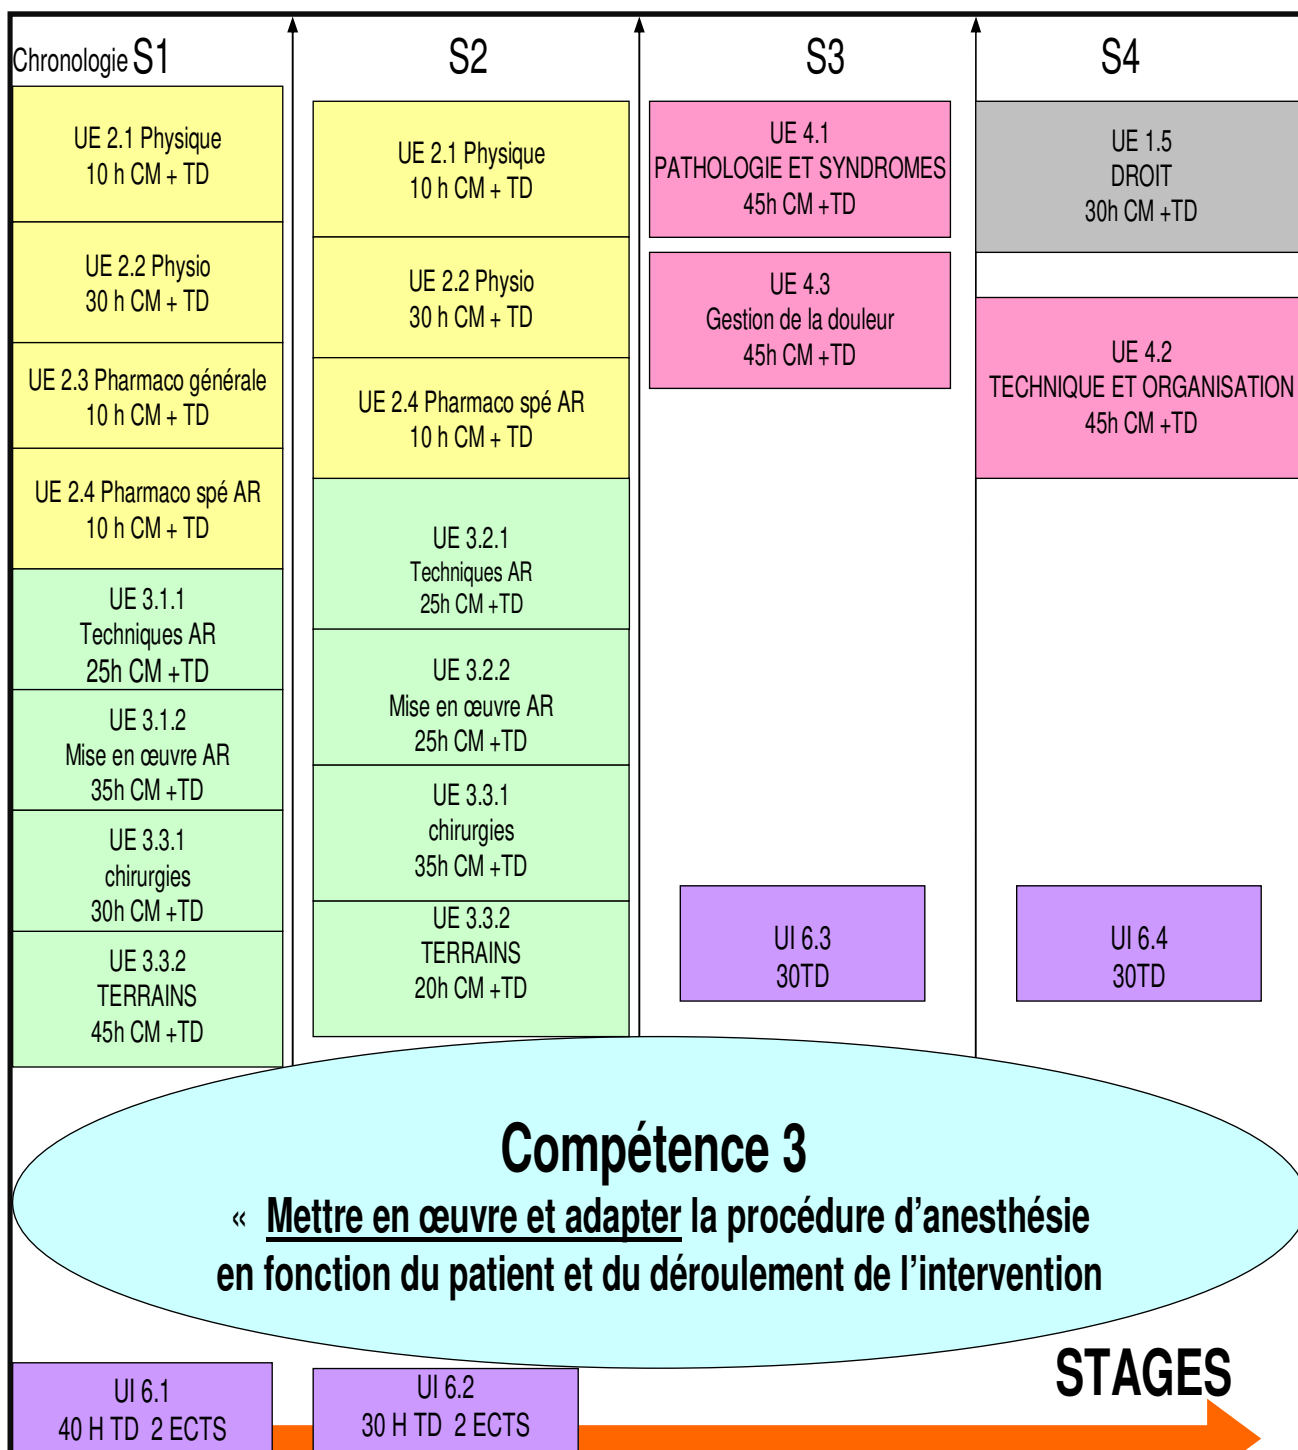 Chronologie S1
UE 2.1 Physique
10 h CM + TD
UE 2.2 Physio
30 h CM + TD
UE 2.3 Pharmaco générale
10 h CM + TD
UE 2.4 Pharmaco spé AR
10 h CM + TD
UE 3.1.1
Techniques AR
25h CM +TD
UE 3.1.2
Mise en œuvre AR
35h CM +TD
UE 3.3.1
chirurgies
30h CM +TD
UE 3.3.2
TERRAINS
45h CM +TD
S2
UE 2.1 Physique
10 h CM + TD
UE 2.2 Physio
30 h CM + TD
UE 2.4 Pharmaco spé AR
10 h CM + TD
UE 3.2.1
Techniques AR
25h CM +TD
UE 3.2.2
Mise en œuvre AR
25h CM +TD
UE 3.3.1
chirurgies
35h CM +TD
UE 3.3.2
TERRAINS
20h CM +TD
S3
UE 4.1
PATHOLOGIE ET SYNDROMES
45h CM +TD
UE 4.3
Gestion de la douleur
45h CM +TD
UI 6.3
30TD
S4
UE 1.5
DROIT
30h CM +TD
UE 4.2
TECHNIQUE ET ORGANISATION
45h CM +TD
UI 6.4
30TD
Compétence 3
« Mettre en œuvre et adapter la procédure d’anesthésie
en fonction du patient et du déroulement de l’intervention
UI 6.1
40 H TD 2 ECTS
UI 6.2
30 H TD 2 ECTS
STAGES